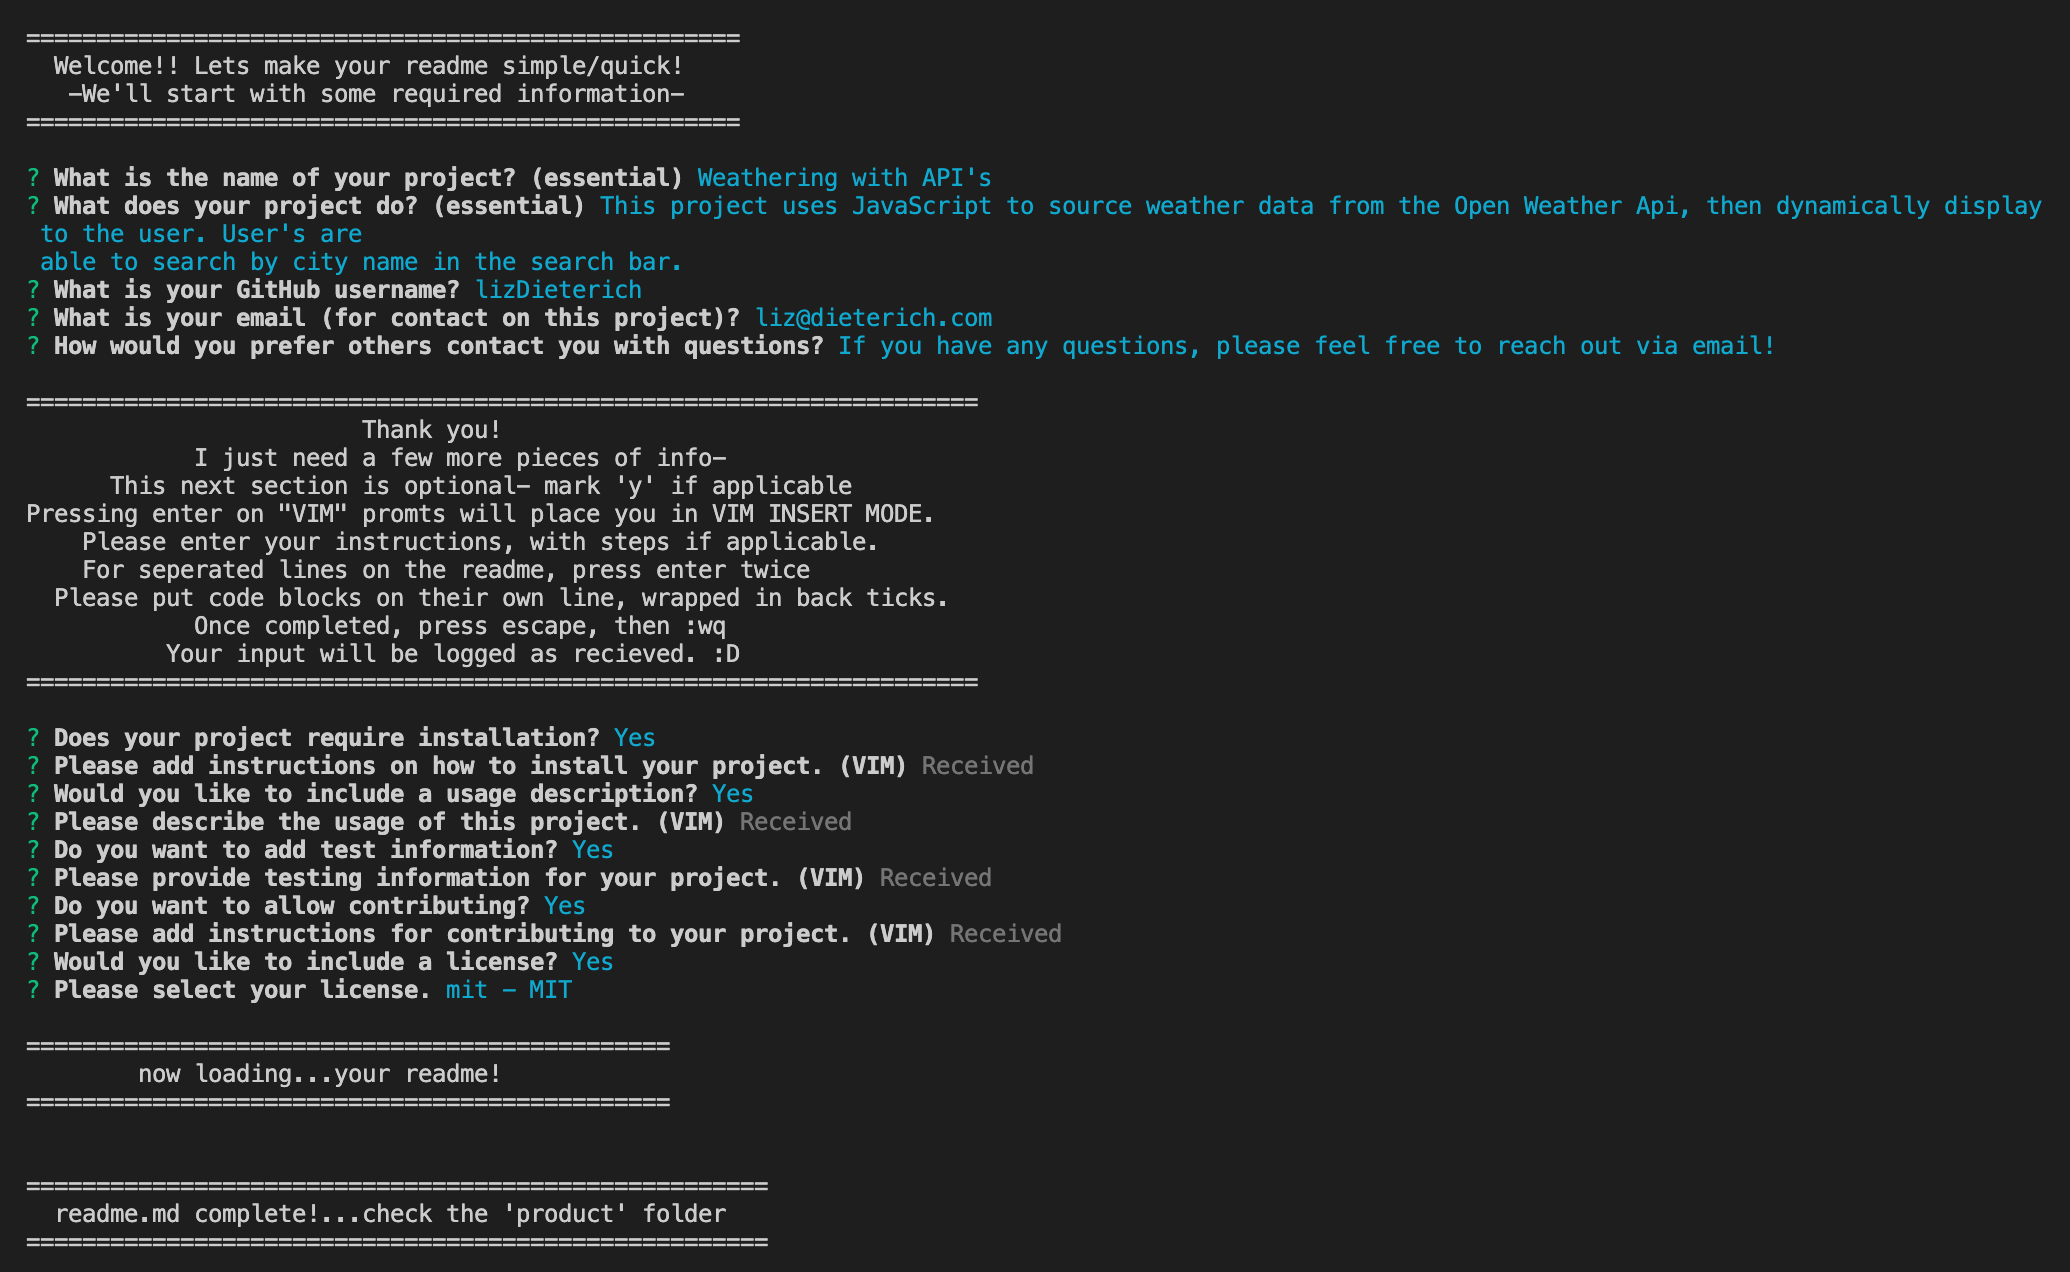 ===================================================
Welcome!! Lets make your readme simple/quick!
-We'll start with some required information-
===================================================
? What is the name of your project? (essential) Weathering with API's
? What does your project do? (essential) This project uses JavaScript to source weather data from the Open Weather Api, then dynamically display
to the user. User's are
able to search by city name in the search bar.
? What is your GitHub username? lizDieterich
? What is your email (for contact on this project)? liz@dieterich.com
? How would you prefer others contact you with questions? If you have any questions, please feel free to reach out via email!
====================================================================
Thank you!
I just need a few more pieces of info-
This next section is optional- mark 'y' if applicable
Pressing enter on "VIM" promts will place you in VIM INSERT MODE.
Please enter your instructions, with steps if applicable.
For seperated lines on the readme, press enter twice
Please put code blocks on their own line, wrapped in back ticks.
Once completed, press escape, then :wq
Your input will be logged as recieved. :D
====================================================================
? Does your project require installation? Yes
? Please add instructions on how to install your project. (VIM) Received
? Would you like to include a usage description? Yes
? Please describe the usage of this project. (VIM) Received
? Do you want to add test information? Yes
? Please provide testing information for your project. (VIM) Received
? Do you want to allow contributing? Yes
? Please add instructions for contributing to your project. (VIM) Received
? Would you like to include a license? Yes
? Please select your license. mit - MIT
==============================================
now loading...your readme!
==============================================
=====================================================
readme.md complete!...check the 'product' folder
=====================================================